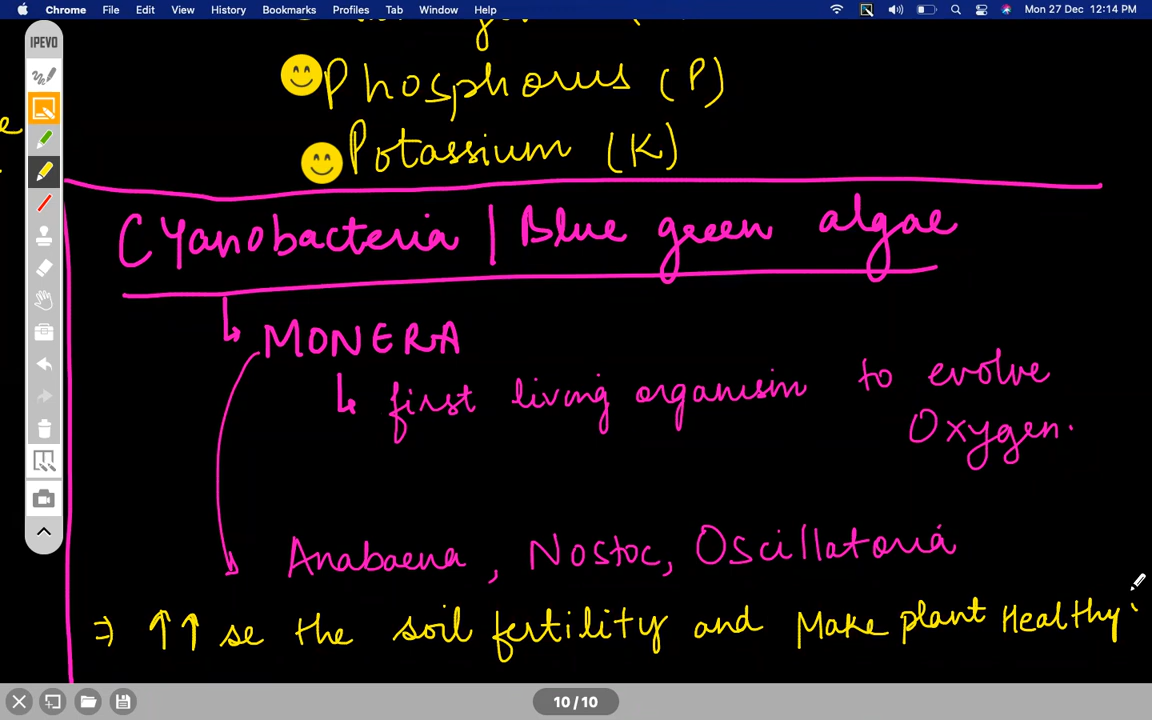 Chrome File Edit View History Bookmarks Profiles Tab Window Help Mon 27 Dec 12:14 PM
IPEVO
Phosphorus (P)
e
Potassium (K)
Cyanobacteria | Blue green algae
MONERA
first living organism to evolve
Oxygen.
Anabaena, Nostoc, Oscillatoria
⇒ ↑↑ se the soil fertility and Make plant Healthy
10/10